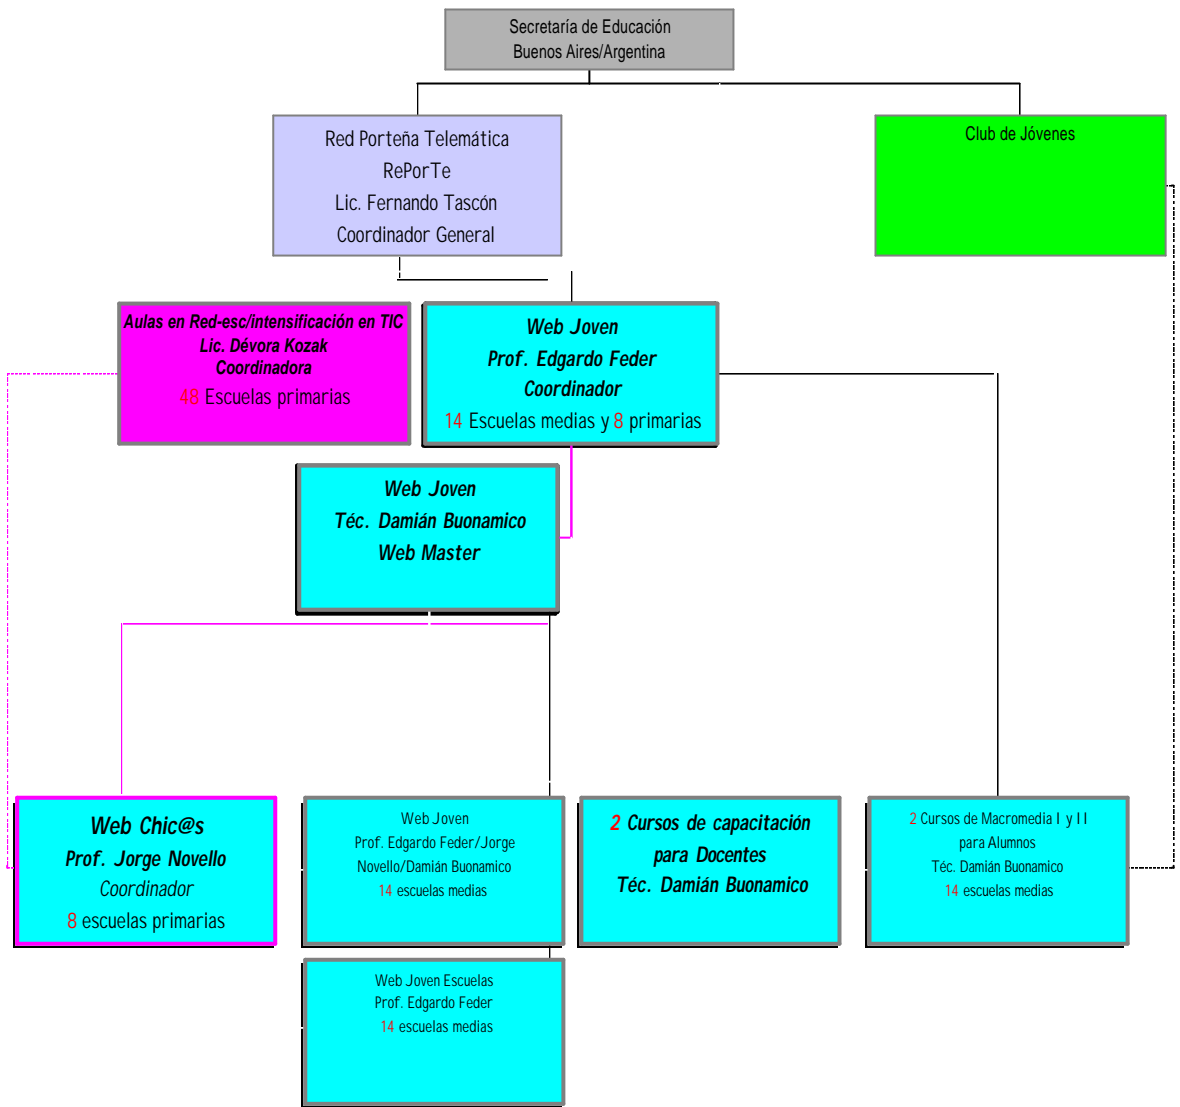 Secretaría de Educación
Buenos Aires/Argentina
Red Porteña Telemática
RePorTe
Lic. Fernando Tascón
Coordinador General
Club de Jóvenes
Aulas en Red-esc/intensificación en TIC
Lic. Dévora Kozak
Coordinadora
48 Escuelas primarias
Web Joven
Prof. Edgardo Feder
Coordinador
14 Escuelas medias y 8 primarias
Web Joven
Téc. Damián Buonamico
Web Master
Web Chic@s
Prof. Jorge Novello
Coordinador
8 escuelas primarias
Web Joven
Prof. Edgardo Feder/Jorge
Novello/Damián Buonamico
14 escuelas medias
2 Cursos de capacitación
para Docentes
Téc. Damián Buonamico
2 Cursos de Macromedia I y II
para Alumnos
Téc. Damián Buonamico
14 escuelas medias
Web Joven Escuelas
Prof. Edgardo Feder
14 escuelas medias